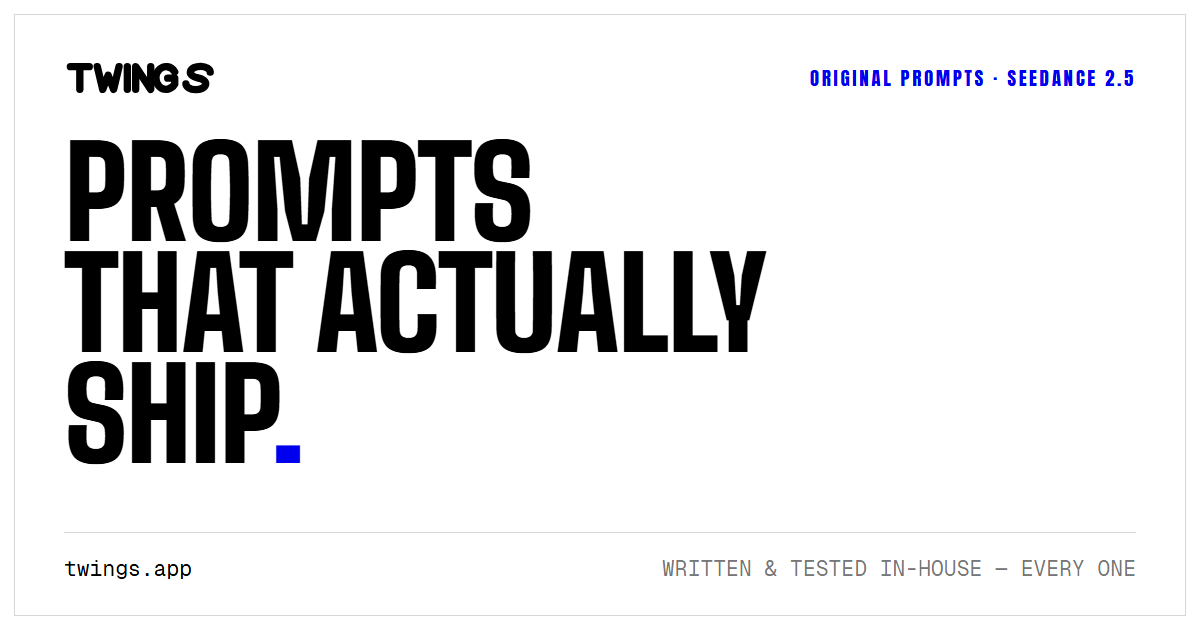 TWINGS
ORIGINAL PROMPTS · SEEDANCE 2.5
PROMPTS
THAT ACTUALLY
SHIP.
twings.app
WRITTEN & TESTED IN-HOUSE — EVERY ONE